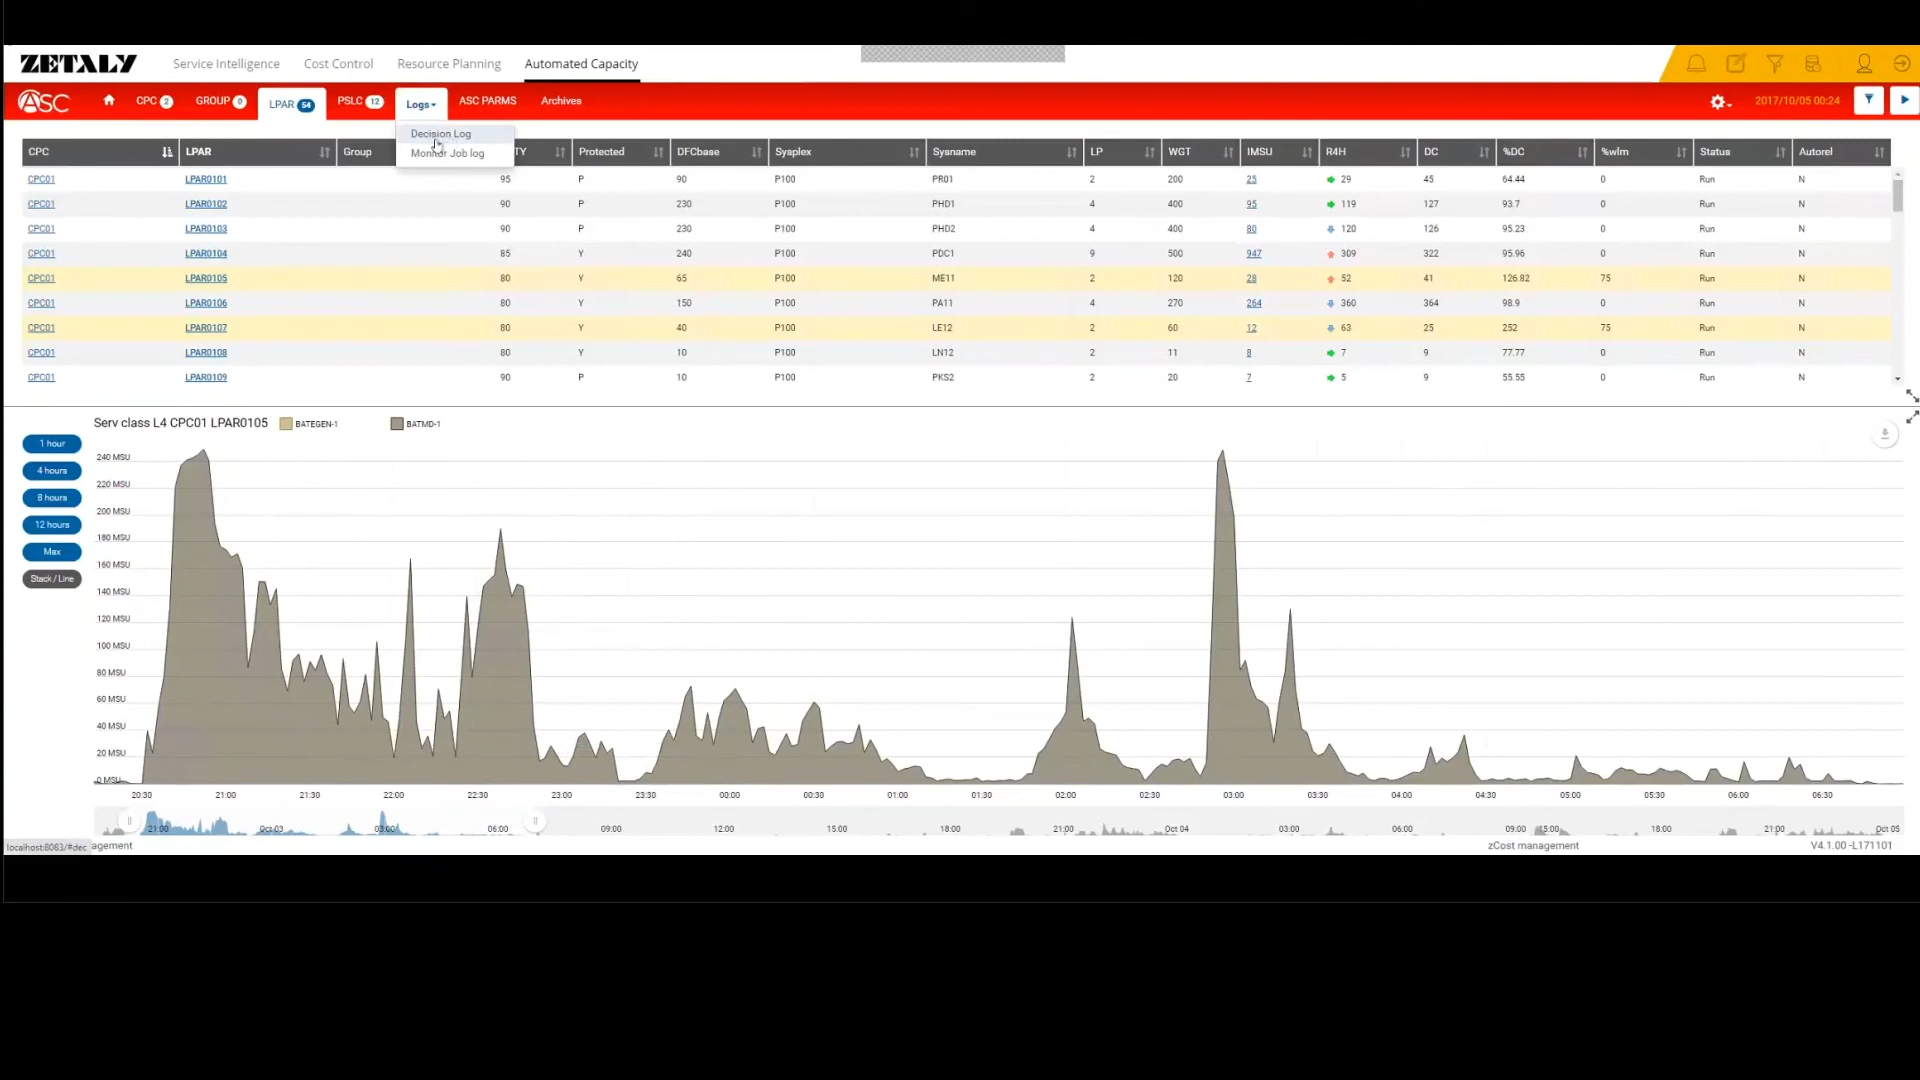 ZETALY Service Intelligence Cost Control Resource Planning Automated Capacity
ASC CPC 2 GROUP 0 LPAR 54 PSLC 12 Logs ASC PARMS Archives 2017/10/05 00:24
Decision Log
Monitor Job log
CPC LPAR Group TY Protected DFCbase Sysplex Sysname LP WGT IMSU R4H DC %DC %wlm Status Autorel
CPC01 LPAR0101 95 P 90 P100 PR01 2 200 25 29 45 64.44 0 Run N
CPC01 LPAR0102 90 P 230 P100 PHD1 4 400 95 119 127 93.7 0 Run N
CPC01 LPAR0103 90 P 230 P100 PHD2 4 400 80 120 126 95.23 0 Run N
CPC01 LPAR0104 85 Y 240 P100 PDC1 9 500 947 309 322 95.96 0 Run N
CPC01 LPAR0105 80 Y 65 P100 ME11 2 120 28 52 41 126.82 75 Run N
CPC01 LPAR0106 80 Y 150 P100 PA11 4 270 264 360 364 98.9 0 Run N
CPC01 LPAR0107 80 Y 40 P100 LE12 2 60 12 63 25 252 75 Run N
CPC01 LPAR0108 80 Y 10 P100 LN12 2 11 8 7 9 77.77 0 Run N
CPC01 LPAR0109 90 P 10 P100 PKS2 2 20 7 5 9 55.55 0 Run N
Serv class L4 CPC01 LPAR0105 BATEGEN-1 BATMD-1
1 hour
4 hours
8 hours
12 hours
Max
Stack / Line
240 MSU
220 MSU
200 MSU
180 MSU
160 MSU
140 MSU
120 MSU
100 MSU
80 MSU
60 MSU
40 MSU
20 MSU
0 MSU
20:30 21:00 21:30 22:00 22:30 23:00 23:30 00:00 00:30 01:00 01:30 02:00 02:30 03:00 03:30 04:00 04:30 05:00 05:30 06:00 06:30
21:00 Oct 03 03:00 06:00 09:00 12:00 15:00 18:00 21:00 Oct 04 03:00 06:00 09:00 15:00 18:00 21:00 Oct 05
localhost:8083/#dec agement zCost management V4.1.00 -L171101